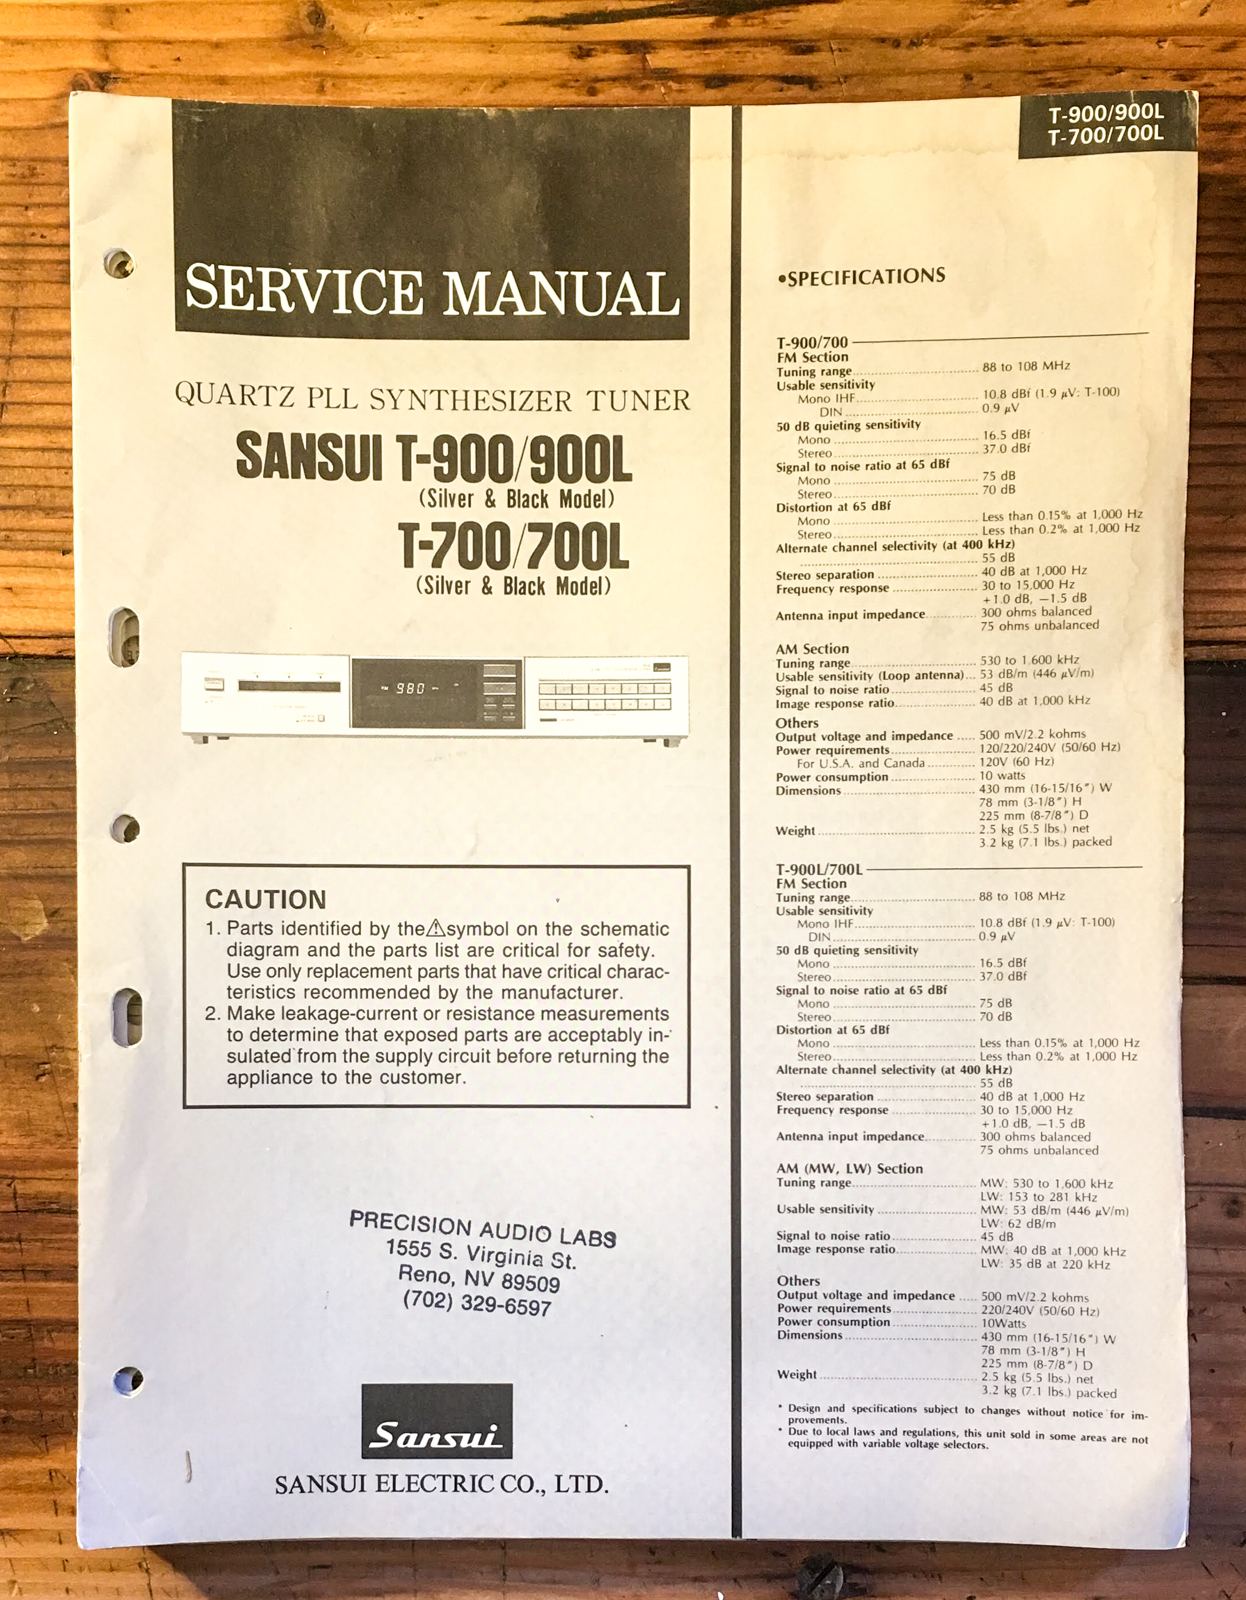 T-900/900L
T-700/700L
SERVICE MANUAL
QUARTZ PLL SYNTHESIZER TUNER
SANSUI T-900/900L
(Silver & Black Model)
T-700/700L
(Silver & Black Model)
FM 980
Sansui
CAUTION
1. Parts identified by the⚠symbol on the schematic
diagram and the parts list are critical for safety.
Use only replacement parts that have critical charac-
teristics recommended by the manufacturer.
2. Make leakage-current or resistance measurements
to determine that exposed parts are acceptably in-
sulated from the supply circuit before returning the
appliance to the customer.
PRECISION AUDIO LABS
1555 S. Virginia St.
Reno, NV 89509
(702) 329-6597
Sansui
SANSUI ELECTRIC CO., LTD.
•SPECIFICATIONS
T-900/700
FM Section
Tuning range 88 to 108 MHz
Usable sensitivity
Mono IHF 10.8 dBf (1.9 µV: T-100)
DIN 0.9 µV
50 dB quieting sensitivity
Mono 16.5 dBf
Stereo 37.0 dBf
Signal to noise ratio at 65 dBf
Mono 75 dB
Stereo 70 dB
Distortion at 65 dBf
Mono Less than 0.15% at 1,000 Hz
Stereo Less than 0.2% at 1,000 Hz
Alternate channel selectivity (at 400 kHz)
55 dB
Stereo separation 40 dB at 1,000 Hz
Frequency response 30 to 15,000 Hz
+1.0 dB, −1.5 dB
Antenna input impedance 300 ohms balanced
75 ohms unbalanced
AM Section
Tuning range 530 to 1.600 kHz
Usable sensitivity (Loop antenna) 53 dB/m (446 µV/m)
Signal to noise ratio 45 dB
Image response ratio 40 dB at 1,000 kHz
Others
Output voltage and impedance 500 mV/2.2 kohms
Power requirements 120/220/240V (50/60 Hz)
For U.S.A. and Canada 120V (60 Hz)
Power consumption 10 watts
Dimensions 430 mm (16-15/16″) W
78 mm (3-1/8″) H
225 mm (8-7/8″) D
Weight 2.5 kg (5.5 lbs.) net
3.2 kg (7.1 lbs.) packed
T-900L/700L
FM Section
Tuning range 88 to 108 MHz
Usable sensitivity
Mono IHF 10.8 dBf (1.9 µV: T-100)
DIN 0.9 µV
50 dB quieting sensitivity
Mono 16.5 dBf
Stereo 37.0 dBf
Signal to noise ratio at 65 dBf
Mono 75 dB
Stereo 70 dB
Distortion at 65 dBf
Mono Less than 0.15% at 1,000 Hz
Stereo Less than 0.2% at 1,000 Hz
Alternate channel selectivity (at 400 kHz)
55 dB
Stereo separation 40 dB at 1,000 Hz
Frequency response 30 to 15,000 Hz
+1.0 dB, −1.5 dB
Antenna input impedance 300 ohms balanced
75 ohms unbalanced
AM (MW, LW) Section
Tuning range MW: 530 to 1,600 kHz
LW: 153 to 281 kHz
Usable sensitivity MW: 53 dB/m (446 µV/m)
LW: 62 dB/m
Signal to noise ratio 45 dB
Image response ratio MW: 40 dB at 1,000 kHz
LW: 35 dB at 220 kHz
Others
Output voltage and impedance 500 mV/2.2 kohms
Power requirements 220/240V (50/60 Hz)
Power consumption 10Watts
Dimensions 430 mm (16-15/16″) W
78 mm (3-1/8″) H
225 mm (8-7/8″) D
Weight 2.5 kg (5.5 lbs.) net
3.2 kg (7.1 lbs.) packed
* Design and specifications subject to changes without notice for im-
provements.
* Due to local laws and regulations, this unit sold in some areas are not
equipped with variable voltage selectors.